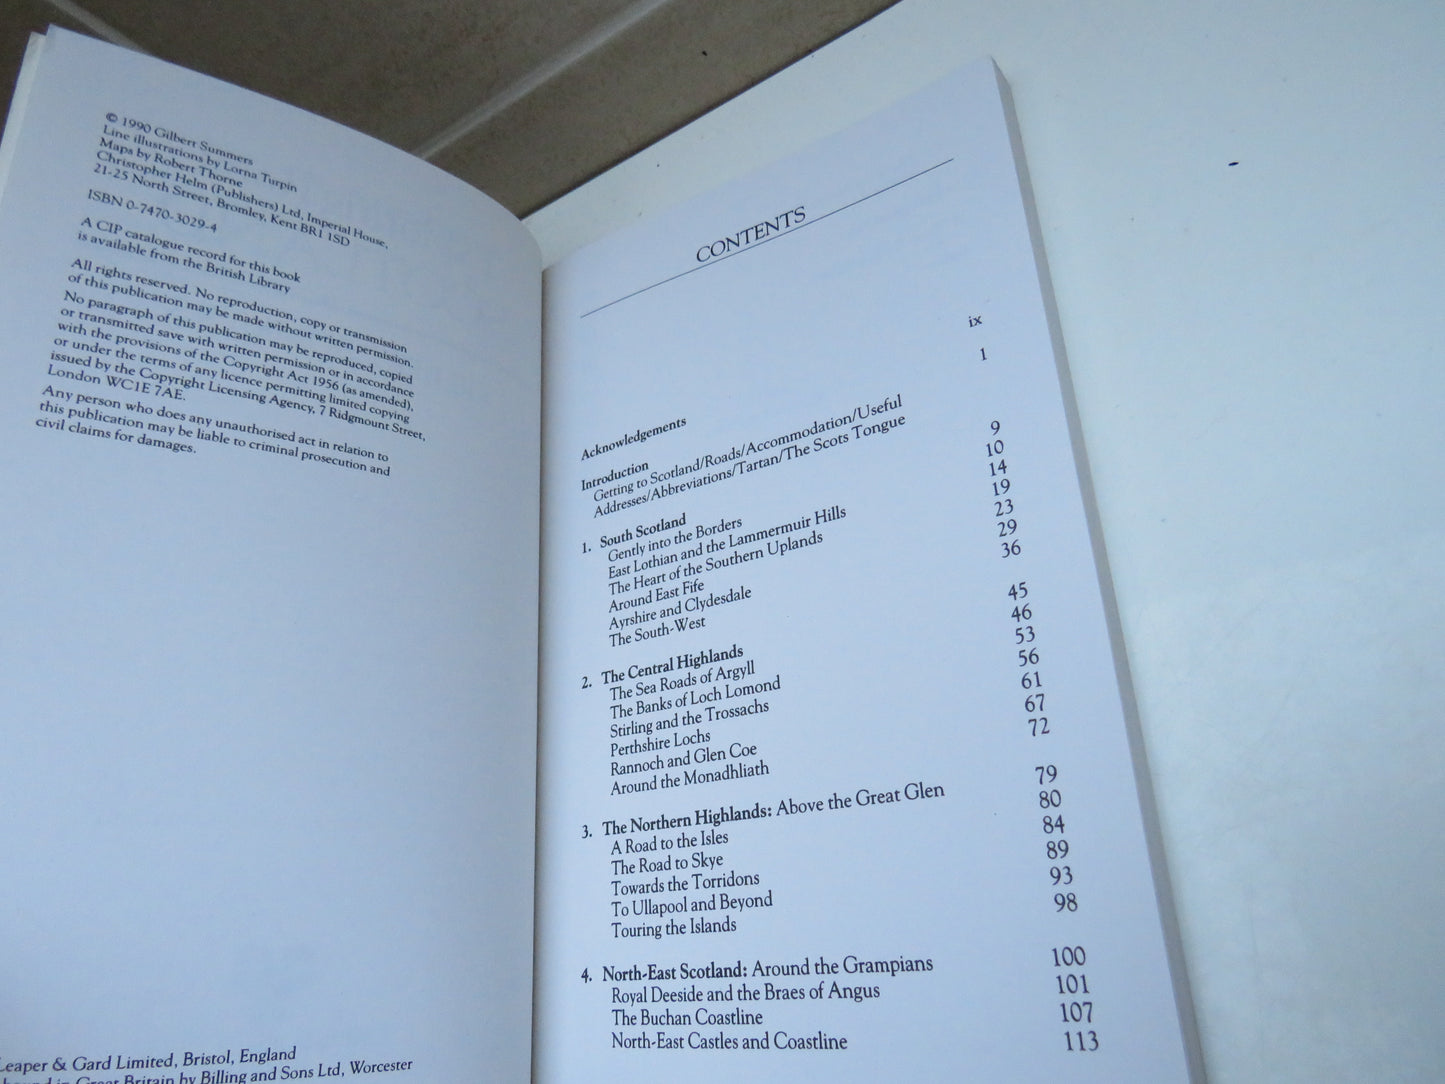 © 1990 Gilbert Summers
Line illustrations by Lorna Turpin
Maps by Robert Thorne
Christopher Helm (Publishers) Ltd, Imperial House,
21-25 North Street, Bromley, Kent BR1 1SD
ISBN 0-7470-3029-4
A CIP catalogue record for this book
is available from the British Library
All rights reserved. No reproduction, copy or transmission
of this publication may be made without written permission.
No paragraph of this publication may be reproduced, copied
or transmitted save with written permission or in accordance
with the provisions of the Copyright Act 1956 (as amended),
or under the terms of any licence permitting limited copying
issued by the Copyright Licensing Agency, 7 Ridgmount Street,
London WC1E 7AE.
Any person who does any unauthorised act in relation to
this publication may be liable to criminal prosecution and
civil claims for damages.
Leaper & Gard Limited, Bristol, England
bound in Great Britain by Billing and Sons Ltd, Worcester
CONTENTS
Acknowledgements ix
Introduction 1
Getting to Scotland/Roads/Accommodation/Useful
Addresses/Abbreviations/Tartan/The Scots Tongue
1. South Scotland 9
Gently into the Borders 10
East Lothian and the Lammermuir Hills 14
The Heart of the Southern Uplands 19
Around East Fife 23
Ayrshire and Clydesdale 29
The South-West 36
2. The Central Highlands 45
The Sea Roads of Argyll 46
The Banks of Loch Lomond 53
Stirling and the Trossachs 56
Perthshire Lochs 61
Rannoch and Glen Coe 67
Around the Monadhliath 72
3. The Northern Highlands: Above the Great Glen 79
A Road to the Isles 80
The Road to Skye 84
Towards the Torridons 89
To Ullapool and Beyond 93
Touring the Islands 98
4. North-East Scotland: Around the Grampians 100
Royal Deeside and the Braes of Angus 101
The Buchan Coastline 107
North-East Castles and Coastline 113